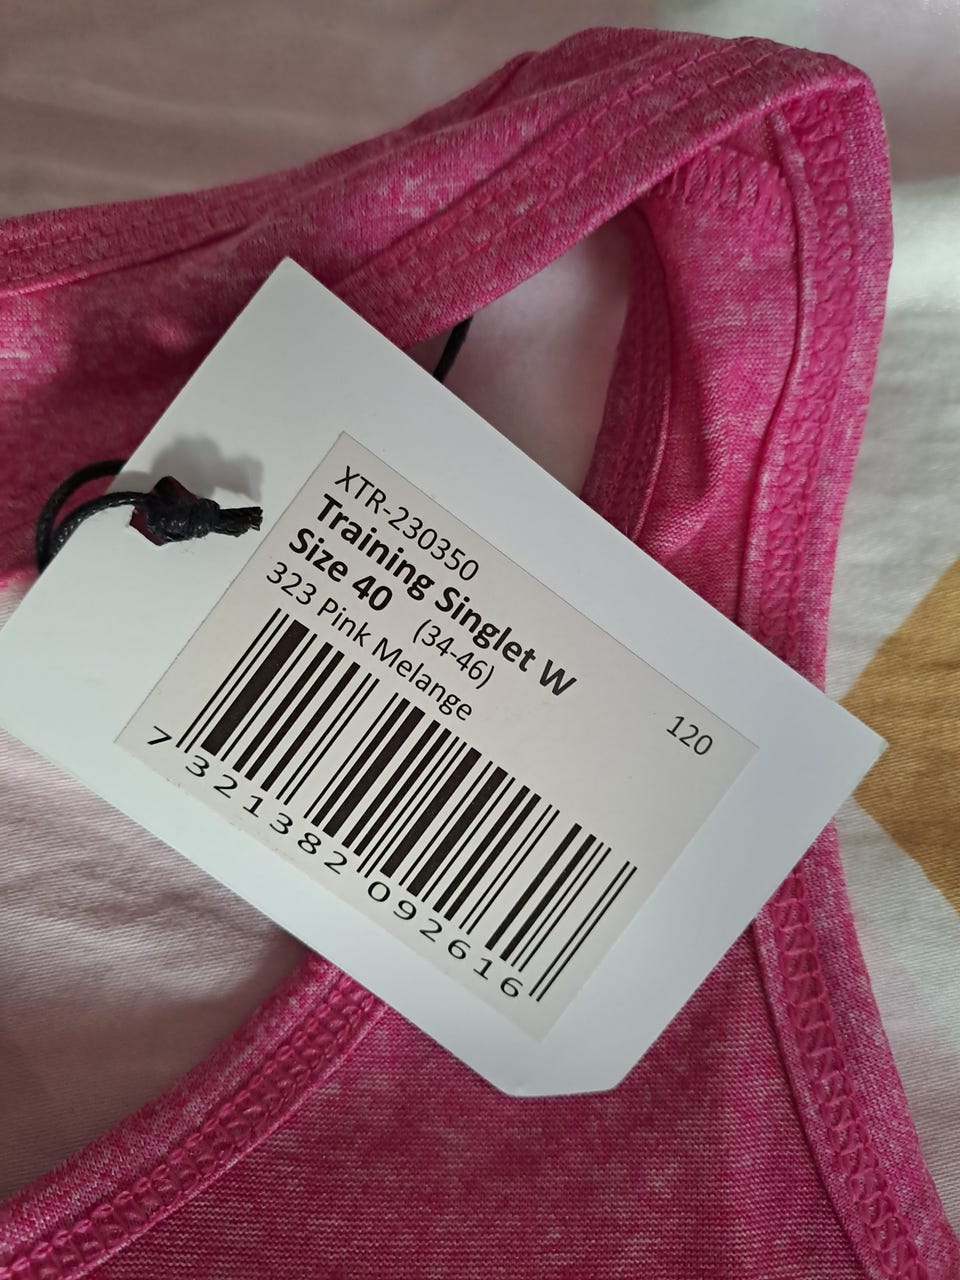 XTR-230350
Training Singlet W
Size 40 (34-46)
323 Pink Melange
120
7 321382 092616